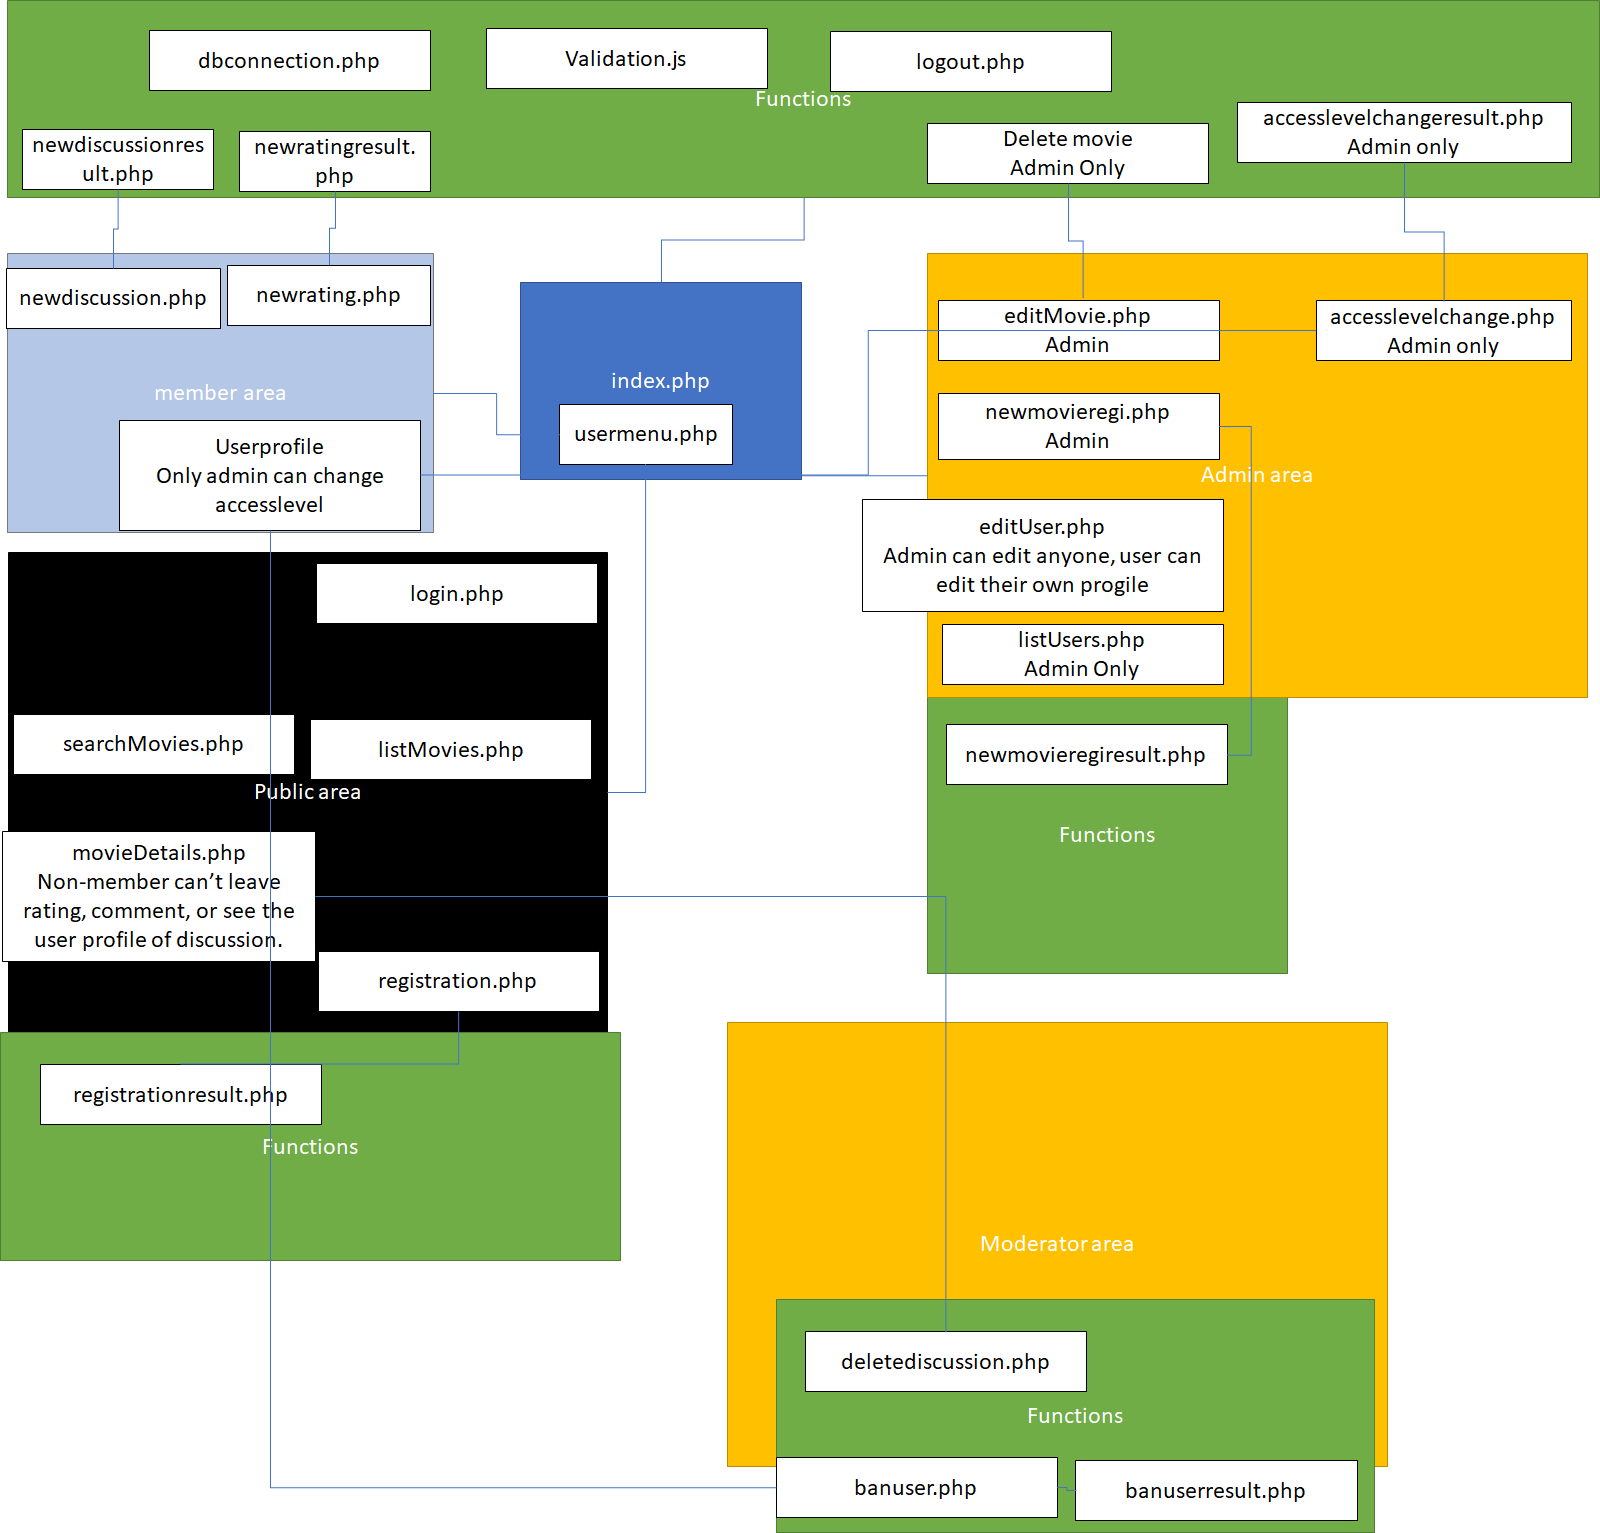 dbconnection.php
Validation.js
logout.php
Functions
newdiscussionres
ult.php
newratingresult.
php
Delete movie
Admin Only
accesslevelchangeresult.php
Admin only
newdiscussion.php
newrating.php
member area
Userprofile
Only admin can change
accesslevel
index.php
usermenu.php
editMovie.php
Admin
accesslevelchange.php
Admin only
newmovieregi.php
Admin
Admin area
editUser.php
Admin can edit anyone, user can
edit their own progile
listUsers.php
Admin Only
login.php
searchMovies.php
listMovies.php
Public area
movieDetails.php
Non-member can’t leave
rating, comment, or see the
user profile of discussion.
registration.php
newmovieregiresult.php
Functions
registrationresult.php
Functions
Moderator area
deletediscussion.php
Functions
banuser.php
banuserresult.php